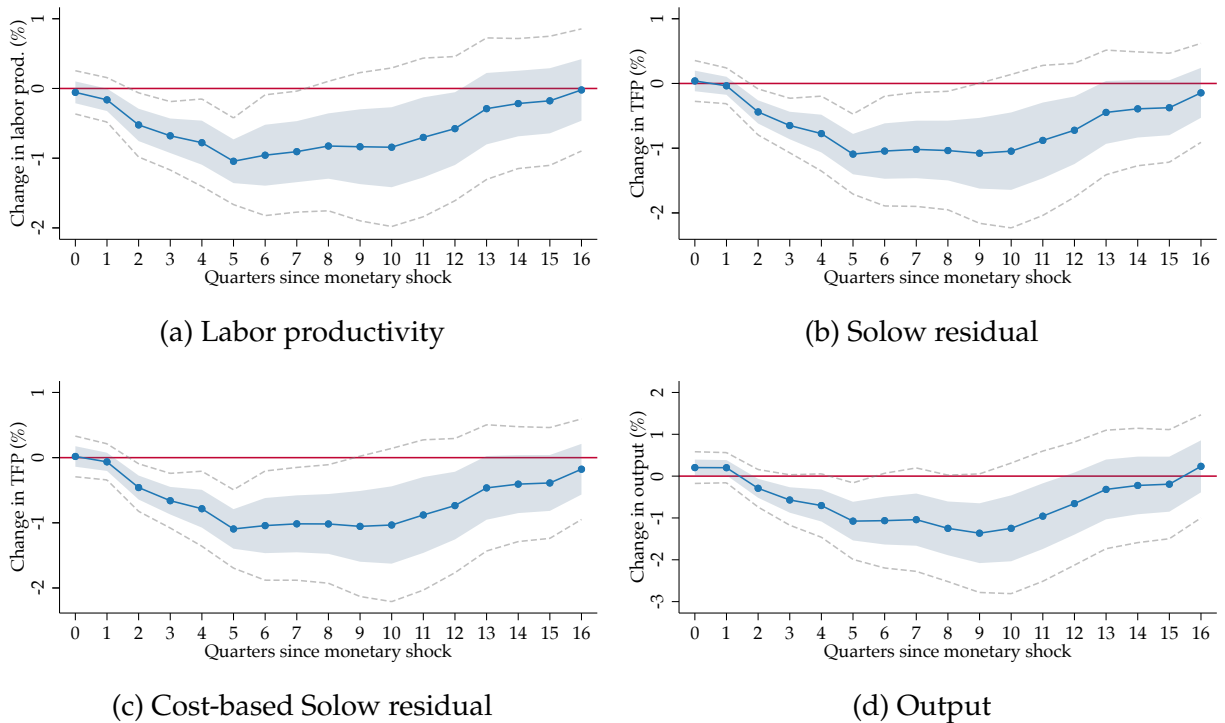 Change in labor prod. (%)
1
0
-1
-2
0 1 2 3 4 5 6 7 8 9 10 11 12 13 14 15 16
Quarters since monetary shock
(a) Labor productivity
Change in TFP (%)
1
0
-1
-2
0 1 2 3 4 5 6 7 8 9 10 11 12 13 14 15 16
Quarters since monetary shock
(b) Solow residual
Change in TFP (%)
1
0
-1
-2
0 1 2 3 4 5 6 7 8 9 10 11 12 13 14 15 16
Quarters since monetary shock
(c) Cost-based Solow residual
Change in output (%)
2
1
0
-1
-2
-3
0 1 2 3 4 5 6 7 8 9 10 11 12 13 14 15 16
Quarters since monetary shock
(d) Output